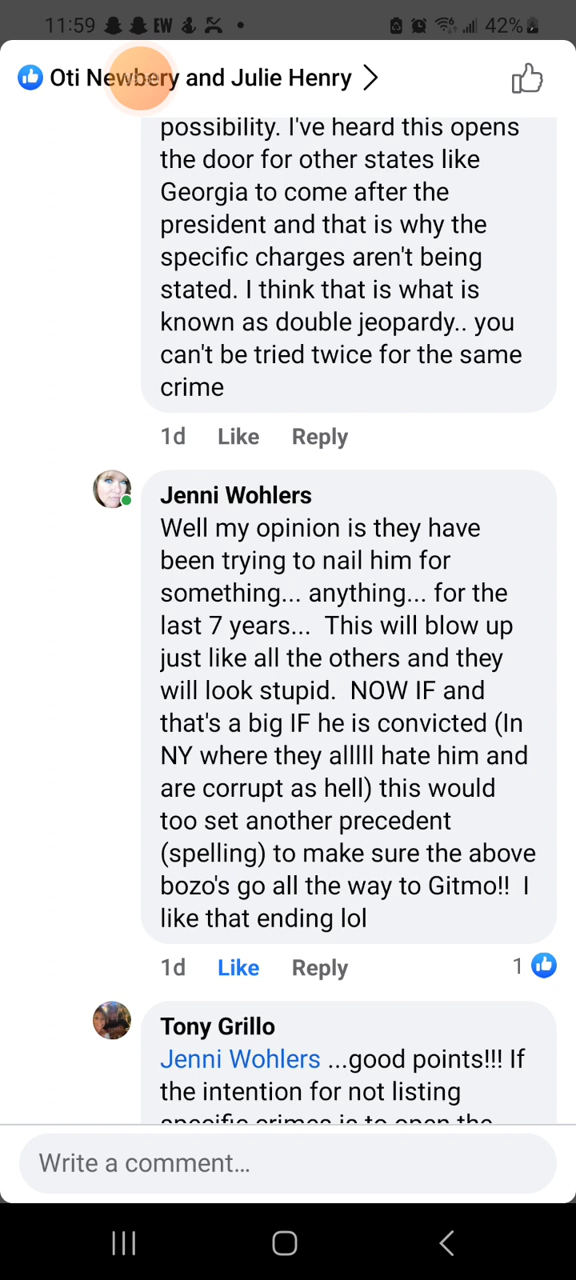 11:59 EW 42%
Oti Newbery and Julie Henry
possibility. I've heard this opens
the door for other states like
Georgia to come after the
president and that is why the
specific charges aren't being
stated. I think that is what is
known as double jeopardy.. you
can't be tried twice for the same
crime
1d Like Reply
Jenni Wohlers
Well my opinion is they have
been trying to nail him for
something... anything... for the
last 7 years... This will blow up
just like all the others and they
will look stupid. NOW IF and
that's a big IF he is convicted (In
NY where they alllll hate him and
are corrupt as hell) this would
too set another precedent
(spelling) to make sure the above
bozo's go all the way to Gitmo!! I
like that ending lol
1d Like Reply 1
Tony Grillo
Jenni Wohlers ...good points!!! If
the intention for not listing
specific crimes is to open the
Write a comment...